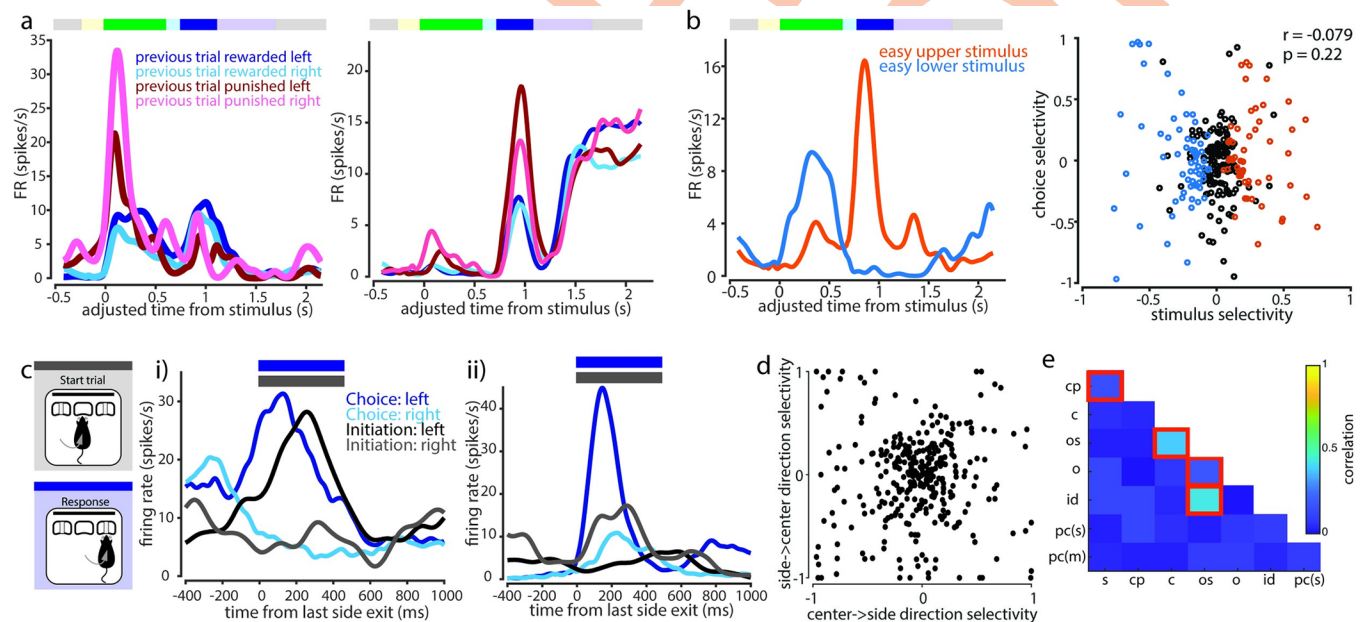 a
35
30
25
20
15
10
5
0
FR (spikes/s)
previous trial rewarded left
previous trial rewarded right
previous trial punished left
previous trial punished right
-0.5 0 0.5 1 1.5 2
adjusted time from stimulus (s)
20
15
10
5
0
FR (spikes/s)
-0.5 0 0.5 1 1.5 2
adjusted time from stimulus (s)
b
16
12
8
4
0
FR (spikes/s)
easy upper stimulus
easy lower stimulus
-0.5 0 0.5 1 1.5 2
adjusted time from stimulus (s)
r = -0.079
p = 0.22
1
0.5
0
-0.5
-1
choice selectivity
-1 -0.5 0 0.5 1
stimulus selectivity
c
Start trial
Response
i)
30
20
10
0
firing rate (spikes/s)
Choice: left
Choice: right
Initiation: left
Initiation: right
-400 -200 0 200 400 600 800 1000
time from last side exit (ms)
ii)
40
30
20
10
0
firing rate (spikes/s)
-400 -200 0 200 400 600 800 1000
time from last side exit (ms)
d
1
0
-1
side->center direction selectivity
-1 0 1
center->side direction selectivity
e
cp
c
os
o
id
pc(s)
pc(m)
s cp c os o id pc(s)
1
0.5
0
correlation